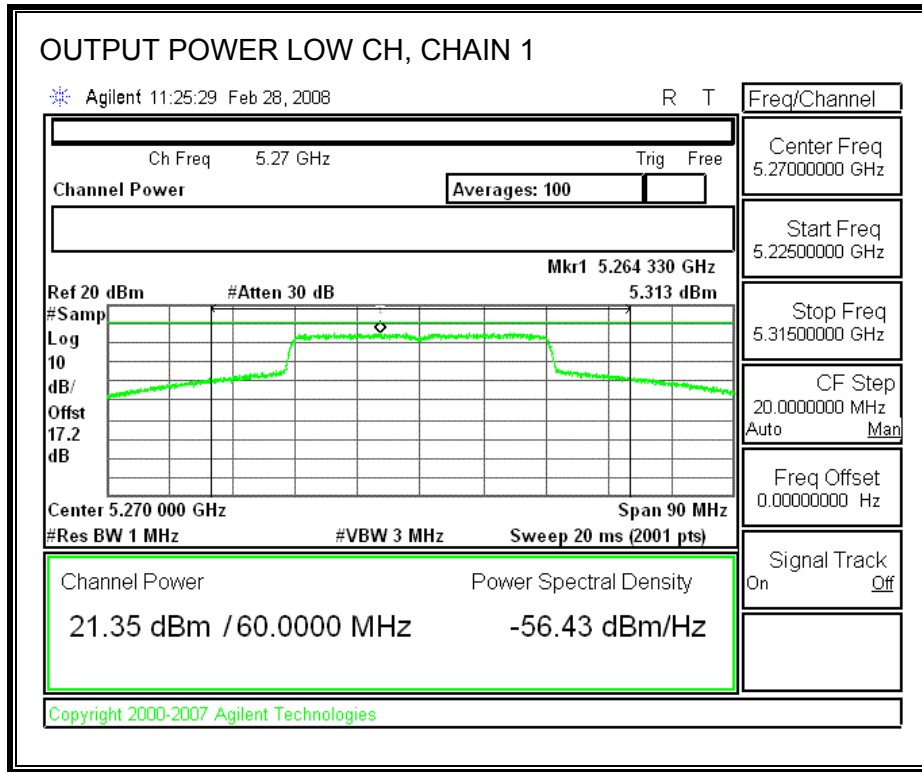 OUTPUT POWER LOW CH, CHAIN 1
Agilent 11:25:29 Feb 28, 2008 R T
Freq/Channel
Ch Freq 5.27 GHz Trig Free
Channel Power Averages: 100
Mkr1 5.264 330 GHz
Ref 20 dBm #Atten 30 dB 5.313 dBm
#Samp
Log
10
dB/
Offst
17.2
dB
1
Center 5.270 000 GHz Span 90 MHz
#Res BW 1 MHz #VBW 3 MHz Sweep 20 ms (2001 pts)
Channel Power Power Spectral Density
21.35 dBm / 60.0000 MHz -56.43 dBm/Hz
Center Freq
5.27000000 GHz
Start Freq
5.22500000 GHz
Stop Freq
5.31500000 GHz
CF Step
20.0000000 MHz
Auto Man
Freq Offset
0.00000000 Hz
Signal Track
On Off
Copyright 2000-2007 Agilent Technologies